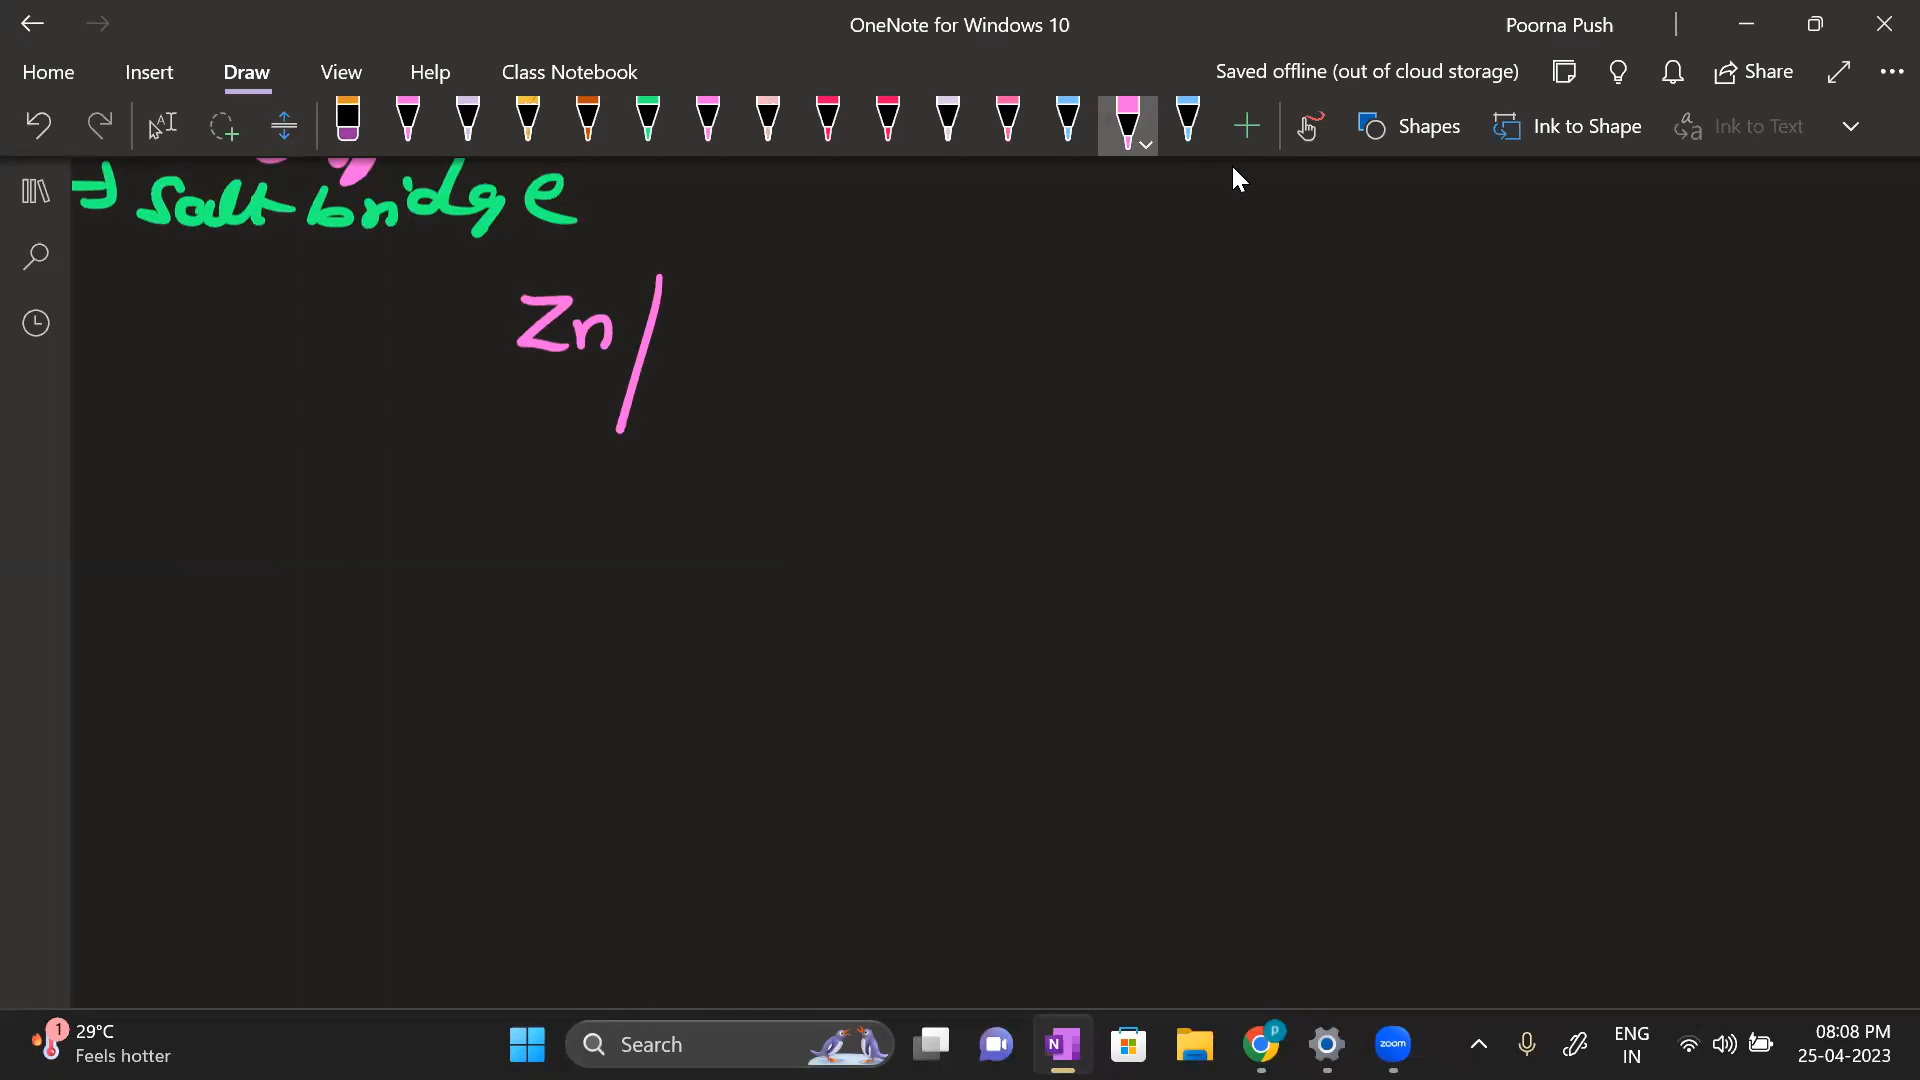 OneNote for Windows 10
Poorna Push
Home Insert Draw View Help Class Notebook
Saved offline (out of cloud storage) Share
Shapes Ink to Shape Ink to Text
Salt bridge
Zn/
1 29°C
Feels hotter
Search
zoom
ENG
IN
08:08 PM
25-04-2023